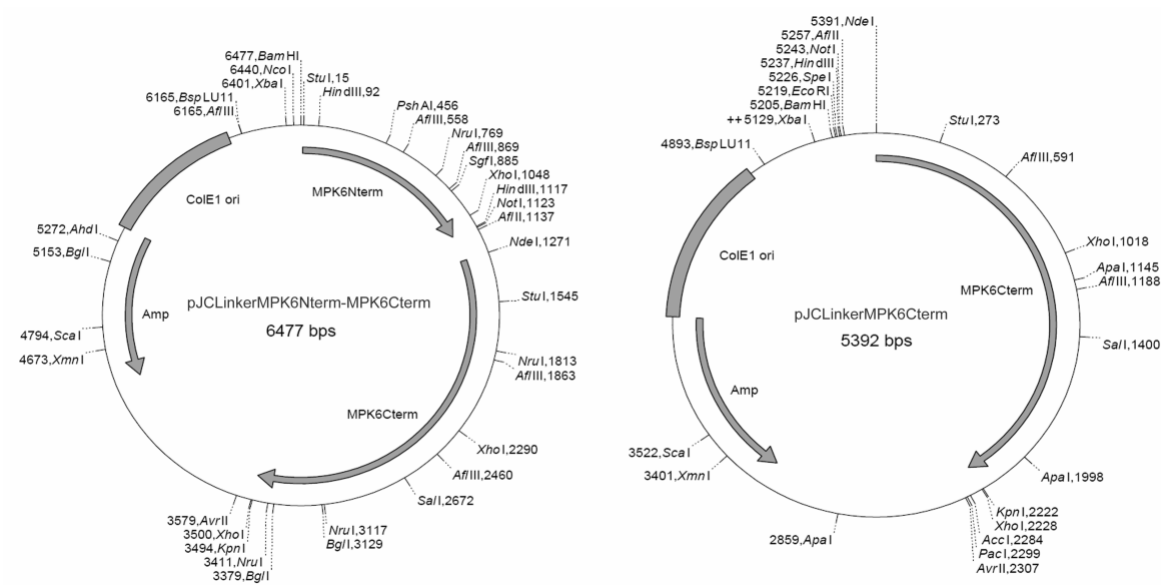 6477,BamHI
6440,NcoI
6401,XbaI
6165,BspLU11
6165,AflIII
StuI,15
HindIII,92
PshAI,456
AflIII,558
NruI,769
AflIII,869
SgfI,885
XhoI,1048
HindIII,1117
NotI,1123
AflII,1137
NdeI,1271
StuI,1545
NruI,1813
AflIII,1863
XhoI,2290
AflIII,2460
SalI,2672
NruI,3117
BglI,3129
3579,AvrII
3500,XhoI
3494,KpnI
3411,NruI
3379,BglI
4673,XmnI
4794,ScaI
5153,BglI
5272,AhdI
ColE1 ori
MPK6Nterm
Amp
MPK6Cterm
pJCLinkerMPK6Nterm-MPK6Cterm
6477 bps
5391,NdeI
5257,AflII
5243,NotI
5237,HindIII
5226,SpeI
5219,EcoRI
5205,BamHI
++5129,XbaI
4893,BspLU11
StuI,273
AflIII,591
XhoI,1018
ApaI,1145
AflIII,1188
SalI,1400
ApaI,1998
KpnI,2222
XhoI,2228
AccI,2284
PacI,2299
AvrII,2307
2859,ApaI
3401,XmnI
3522,ScaI
ColE1 ori
MPK6Cterm
Amp
pJCLinkerMPK6Cterm
5392 bps